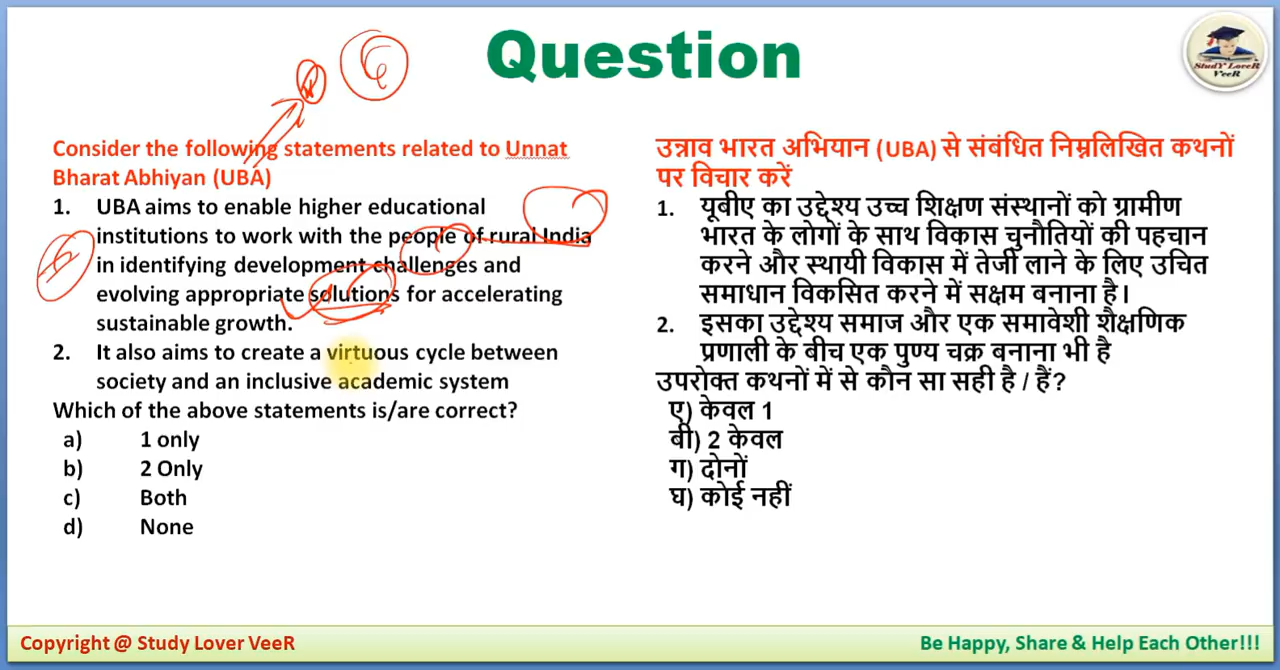 Question
StudY LoveR
VeeR
Consider the following statements related to Unnat
Bharat Abhiyan (UBA)
1. UBA aims to enable higher educational
institutions to work with the people of rural India
in identifying development challenges and
evolving appropriate solutions for accelerating
sustainable growth.
2. It also aims to create a virtuous cycle between
society and an inclusive academic system
Which of the above statements is/are correct?
a) 1 only
b) 2 Only
c) Both
d) None
उन्नाव भारत अभियान (UBA) से संबंधित निम्नलिखित कथनों
पर विचार करें
1. यूबीए का उद्देश्य उच्च शिक्षण संस्थानों को ग्रामीण
भारत के लोगों के साथ विकास चुनौतियों की पहचान
करने और स्थायी विकास में तेजी लाने के लिए उचित
समाधान विकसित करने में सक्षम बनाना है।
2. इसका उद्देश्य समाज और एक समावेशी शैक्षणिक
प्रणाली के बीच एक पुण्य चक्र बनाना भी है
उपरोक्त कथनों में से कौन सा सही है / हैं?
ए) केवल 1
बी) 2 केवल
ग) दोनों
घ) कोई नहीं
Copyright @ Study Lover VeeR
Be Happy, Share & Help Each Other!!!